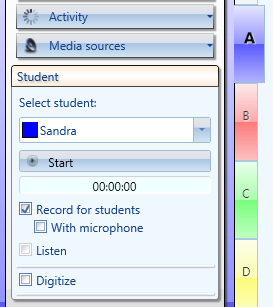 Activity
Media sources
Student
Select student:
Sandra
Start
00:00:00
Record for students
With microphone
Listen
Digitize
A
B
C
D